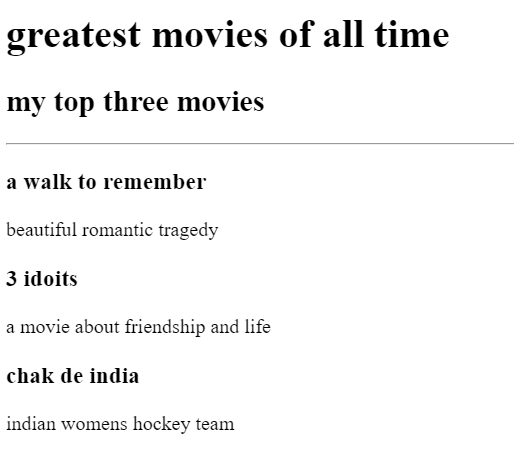 greatest movies of all time
my top three movies
a walk to remember
beautiful romantic tragedy
3 idoits
a movie about friendship and life
chak de india
indian womens hockey team